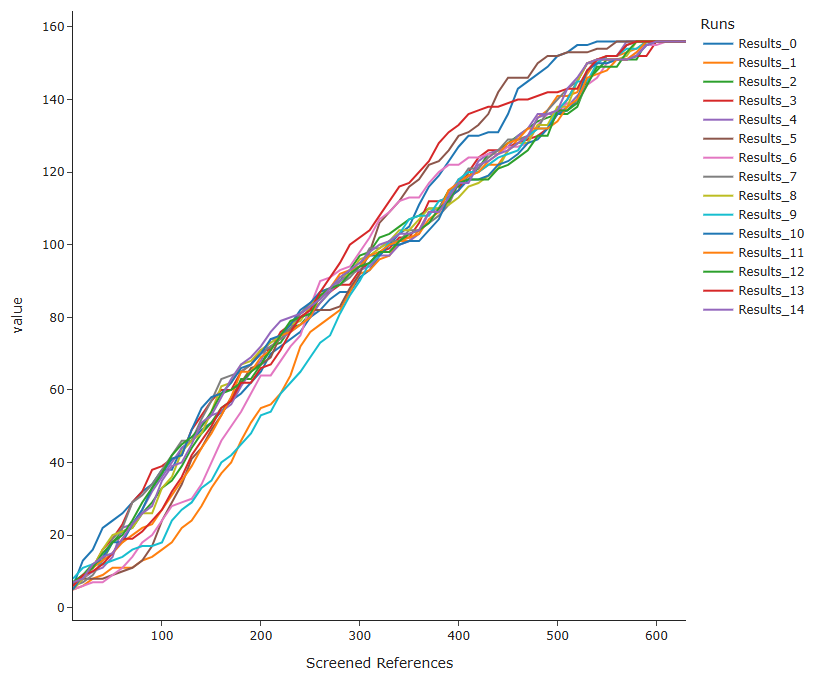 Runs
Results_0
Results_1
Results_2
Results_3
Results_4
Results_5
Results_6
Results_7
Results_8
Results_9
Results_10
Results_11
Results_12
Results_13
Results_14
value
160
140
120
100
80
60
40
20
0
100 200 300 400 500 600
Screened References